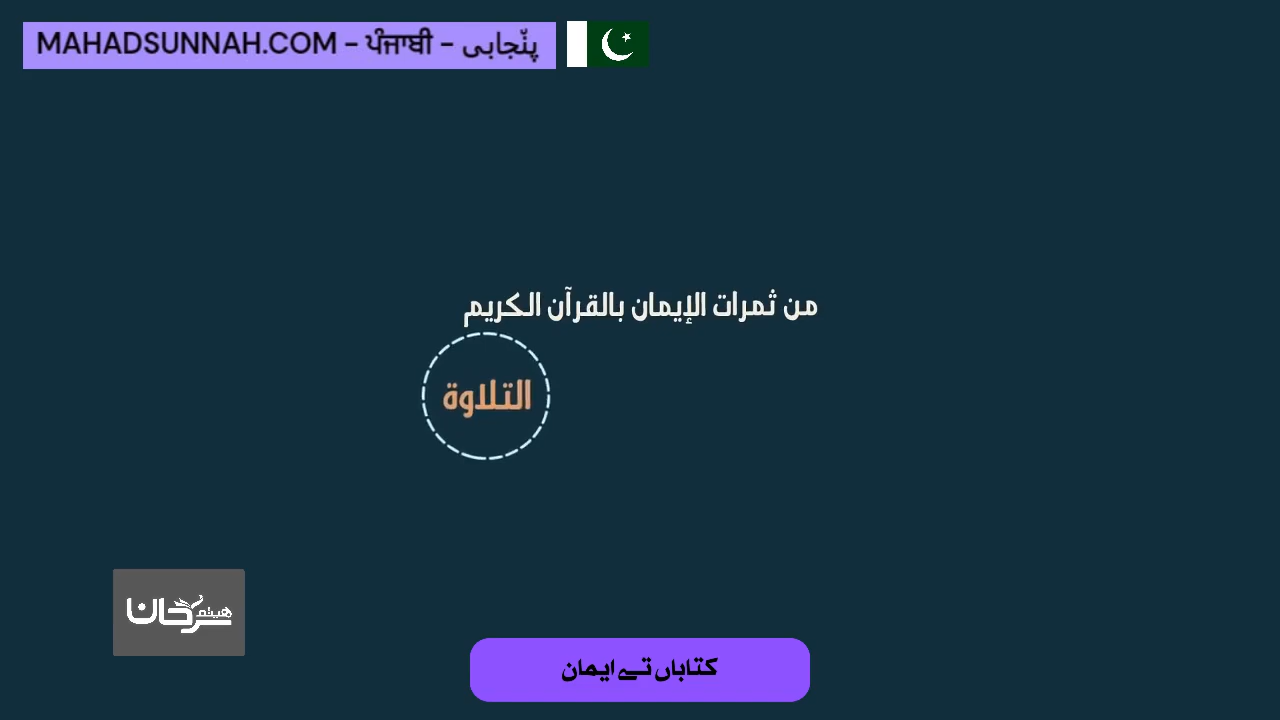 MAHADSUNNAH.COM - ਪੰਜਾਬੀ - پنّجابی
من ثمرات الإيمان بالقرآن الكريم
التلاوة
هيثم سرحان
کتاباں تے ایمان